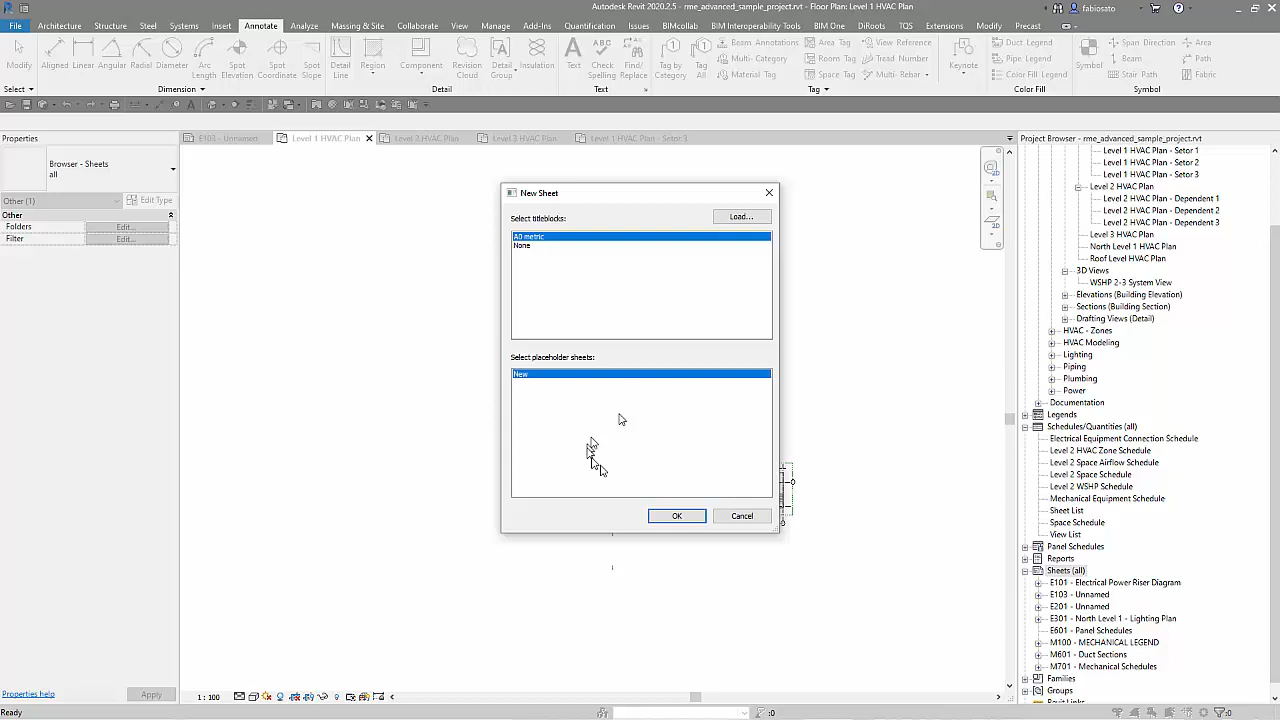 Autodesk Revit 2020.2.5 - rme_advanced_sample_project.rvt - Floor Plan: Level 1 HVAC Plan
fabiosato
File Architecture Structure Steel Systems Insert Annotate Analyze Massing & Site Collaborate View Manage Add-Ins Quantification Issues BIMcollab BIM Interoperability Tools BIM One DiRoots TQS Extensions Modify Precast
Modify
Aligned Linear Angular Radial Diameter Arc Length Spot Elevation Spot Coordinate Spot Slope
Detail Line Region Component Revision Cloud Detail Group Insulation
Text Check Spelling Find/ Replace
Tag by Category Tag All Beam Annotations Multi- Category Material Tag
Area Tag Room Tag Space Tag
View Reference Tread Number Multi- Rebar
Keynote
Duct Legend Pipe Legend Color Fill Legend
Symbol
Span Direction Beam Stair Path
Area Path Fabric
Select Dimension Detail Text Tag Color Fill Symbol
Properties
E103 - Unnamed Level 1 HVAC Plan Level 2 HVAC Plan Level 3 HVAC Plan Level 1 HVAC Plan - Setor 3
Project Browser - rme_advanced_sample_project.rvt
Browser - Sheets
all
Other (1) Edit Type
Other
Folders Edit...
Filter Edit...
New Sheet
Select titleblocks:
Load...
A0 metric
None
Select placeholder sheets:
New
OK
Cancel
Level 1 HVAC Plan - Setor 1
Level 1 HVAC Plan - Setor 2
Level 1 HVAC Plan - Setor 3
Level 2 HVAC Plan
Level 2 HVAC Plan - Dependent 1
Level 2 HVAC Plan - Dependent 2
Level 2 HVAC Plan - Dependent 3
Level 3 HVAC Plan
North Level 1 HVAC Plan
Roof Level HVAC Plan
3D Views
WSHP 2-3 System View
Elevations (Building Elevation)
Sections (Building Section)
Drafting Views (Detail)
HVAC - Zones
HVAC Modeling
Lighting
Piping
Plumbing
Power
Documentation
Legends
Schedules/Quantities (all)
Electrical Equipment Connection Schedule
Level 2 HVAC Zone Schedule
Level 2 Space Airflow Schedule
Level 2 Space Schedule
Level 2 WSHP Schedule
Mechanical Equipment Schedule
Sheet List
Space Schedule
View List
Panel Schedules
Reports
Sheets (all)
E101 - Electrical Power Riser Diagram
E103 - Unnamed
E201 - Unnamed
E301 - North Level 1 - Lighting Plan
E601 - Panel Schedules
M100 - MECHANICAL LEGEND
M601 - Duct Sections
M701 - Mechanical Schedules
Families
Groups
Revit Links
Properties help
Apply
1 : 100
Ready
:0
:0